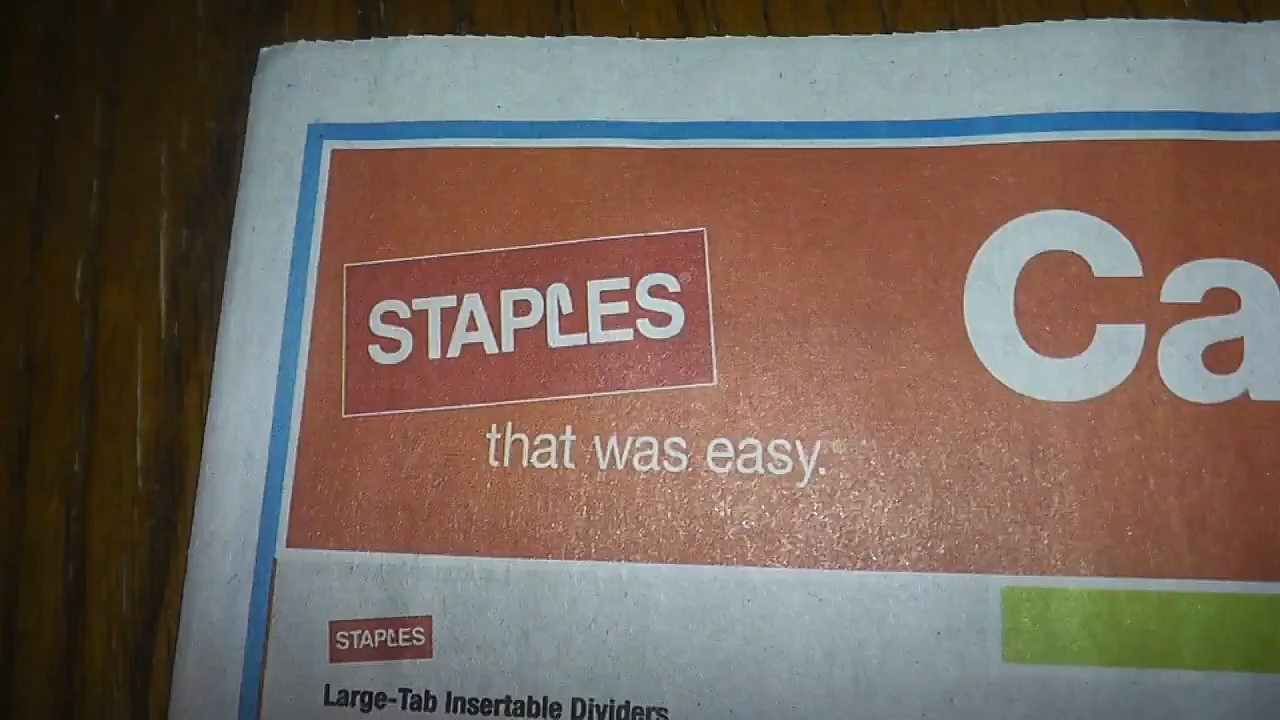 STAPLES
that was easy.
Ca
STAPLES
Large-Tab Insertable Dividers